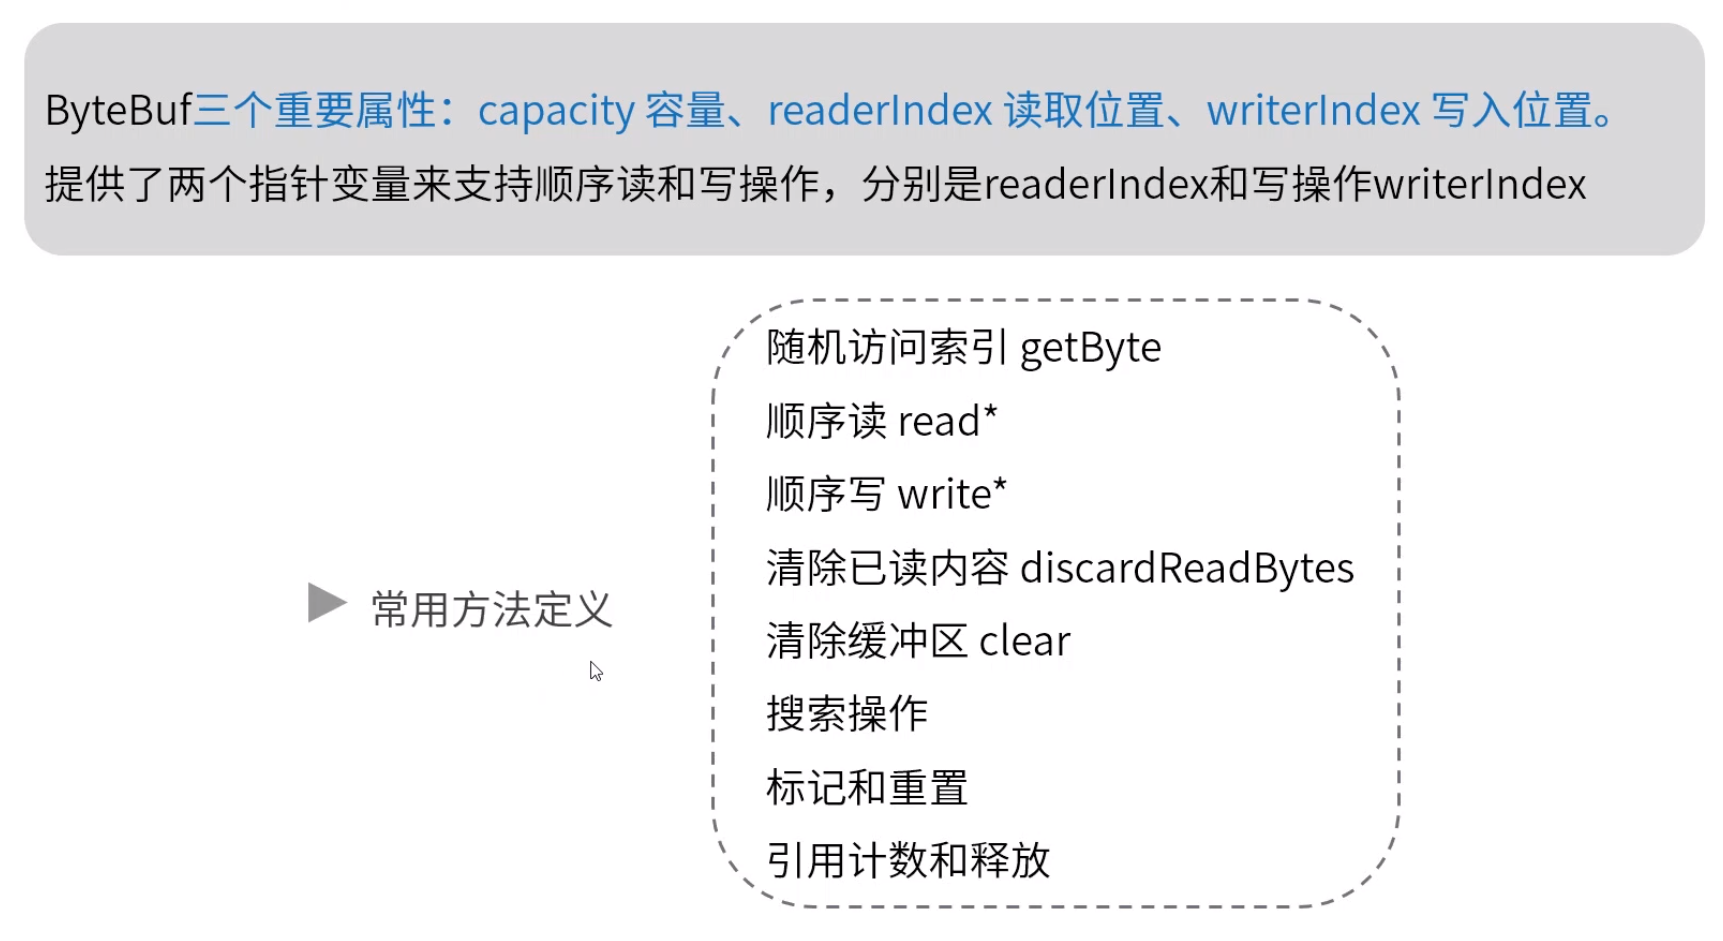 ByteBuf三个重要属性：capacity 容量、readerIndex 读取位置、writerIndex 写入位置。
提供了两个指针变量来支持顺序读和写操作，分别是readerIndex和写操作writerIndex
常用方法定义
随机访问索引 getByte
顺序读 read*
顺序写 write*
清除已读内容 discardReadBytes
清除缓冲区 clear
搜索操作
标记和重置
引用计数和释放